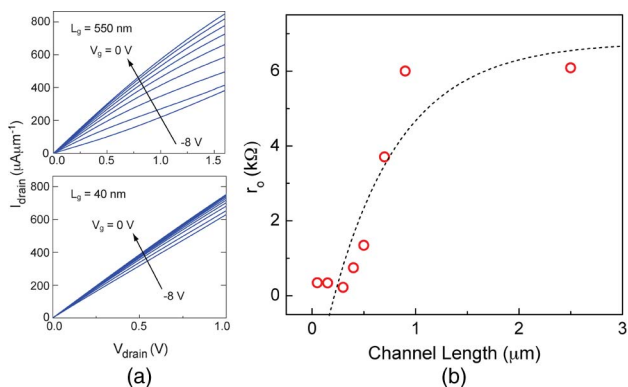 800
600
400
200
0
L_g = 550 nm
V_g = 0 V
-8 V
0.0
0.5
1.0
1.5
800
600
400
200
0
L_g = 40 nm
V_g = 0 V
-8 V
0.0
0.5
1.0
I_drain (μAμm⁻¹)
V_drain (V)
(a)
6
4
2
0
r_o (kΩ)
0
1
2
3
Channel Length (μm)
(b)